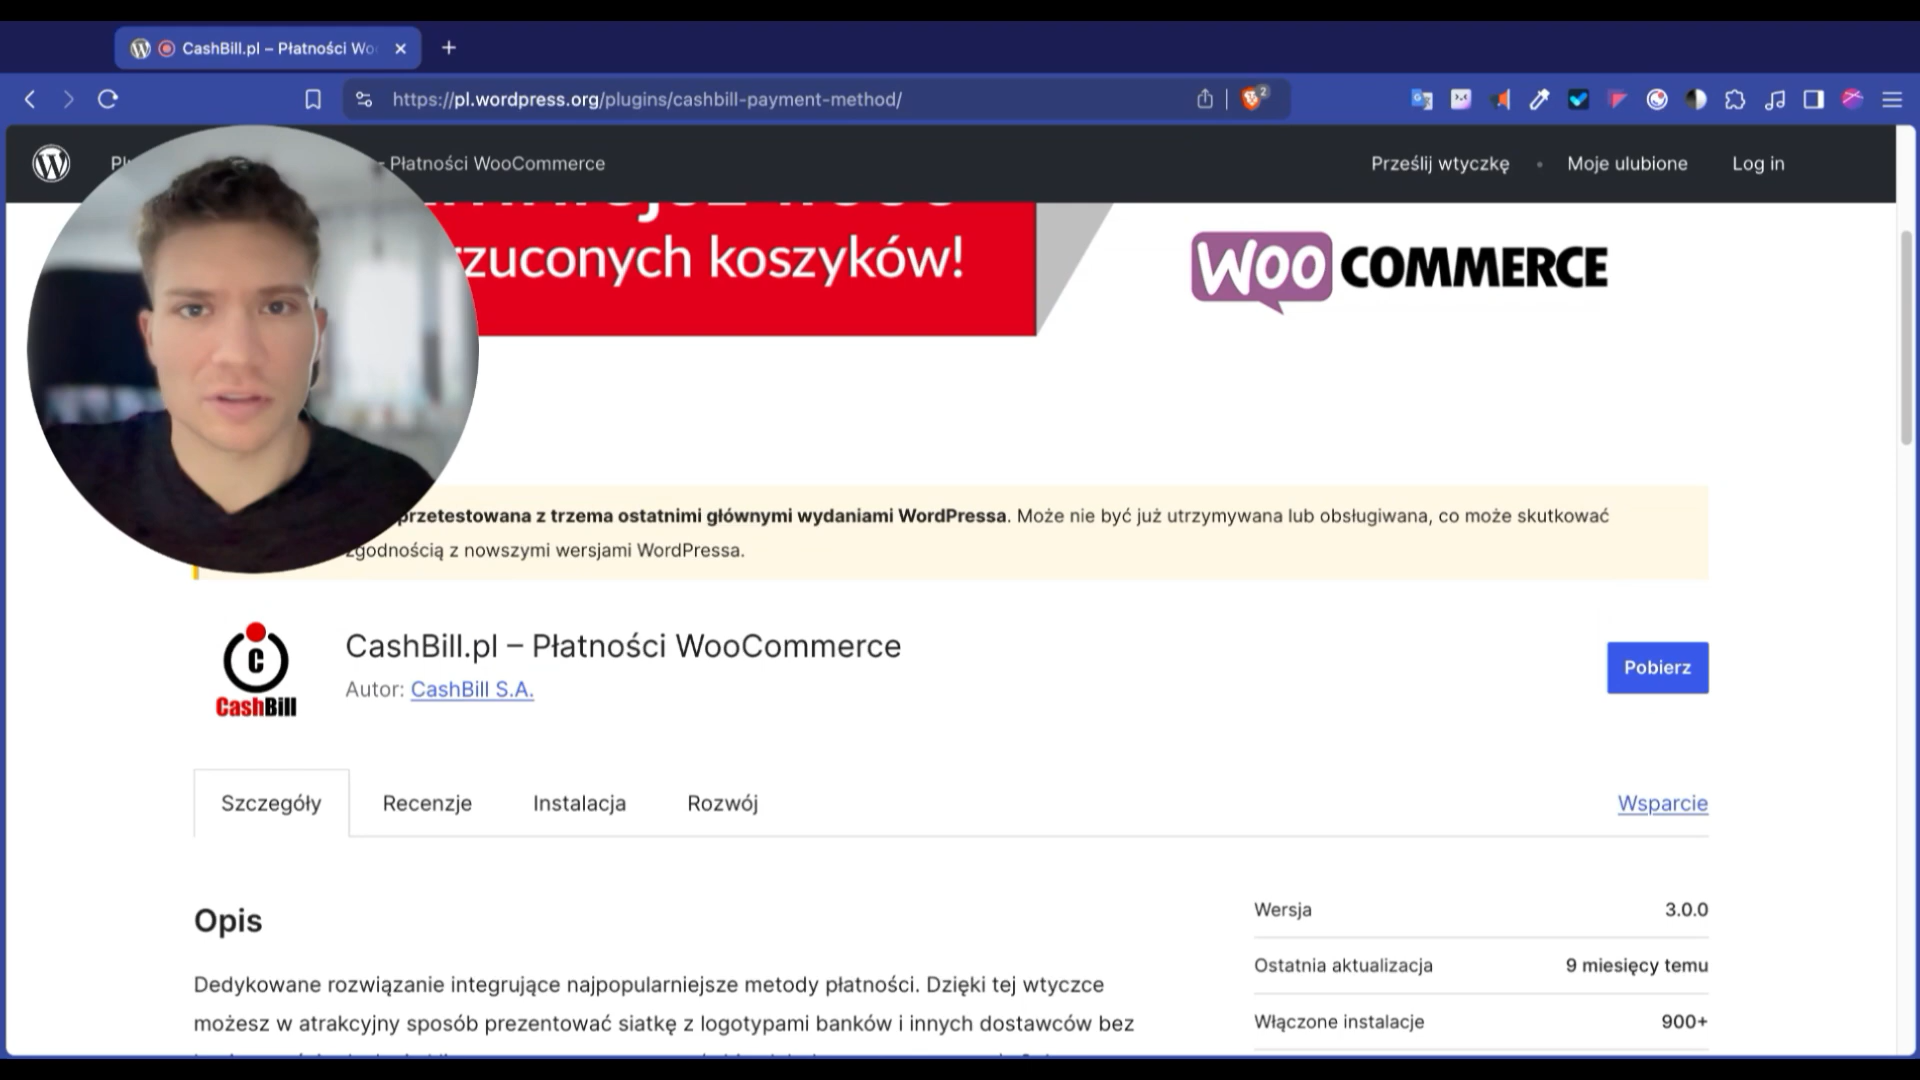 CashBill.pl – Płatności Wo
https://pl.wordpress.org/plugins/cashbill-payment-method/
2
- Płatności WooCommerce
Prześlij wtyczkę
Moje ulubione
Log in
rzuconych koszyków!
WOO COMMERCE
przetestowana z trzema ostatnimi głównymi wydaniami WordPressa. Może nie być już utrzymywana lub obsługiwana, co może skutkować
zgodnością z nowszymi wersjami WordPressa.
C
CashBill
CashBill.pl – Płatności WooCommerce
Autor: CashBill S.A.
Pobierz
Szczegóły
Recenzje
Instalacja
Rozwój
Wsparcie
Opis
Dedykowane rozwiązanie integrujące najpopularniejsze metody płatności. Dzięki tej wtyczce
możesz w atrakcyjny sposób prezentować siatkę z logotypami banków i innych dostawców bez
Wersja 3.0.0
Ostatnia aktualizacja 9 miesięcy temu
Włączone instalacje 900+